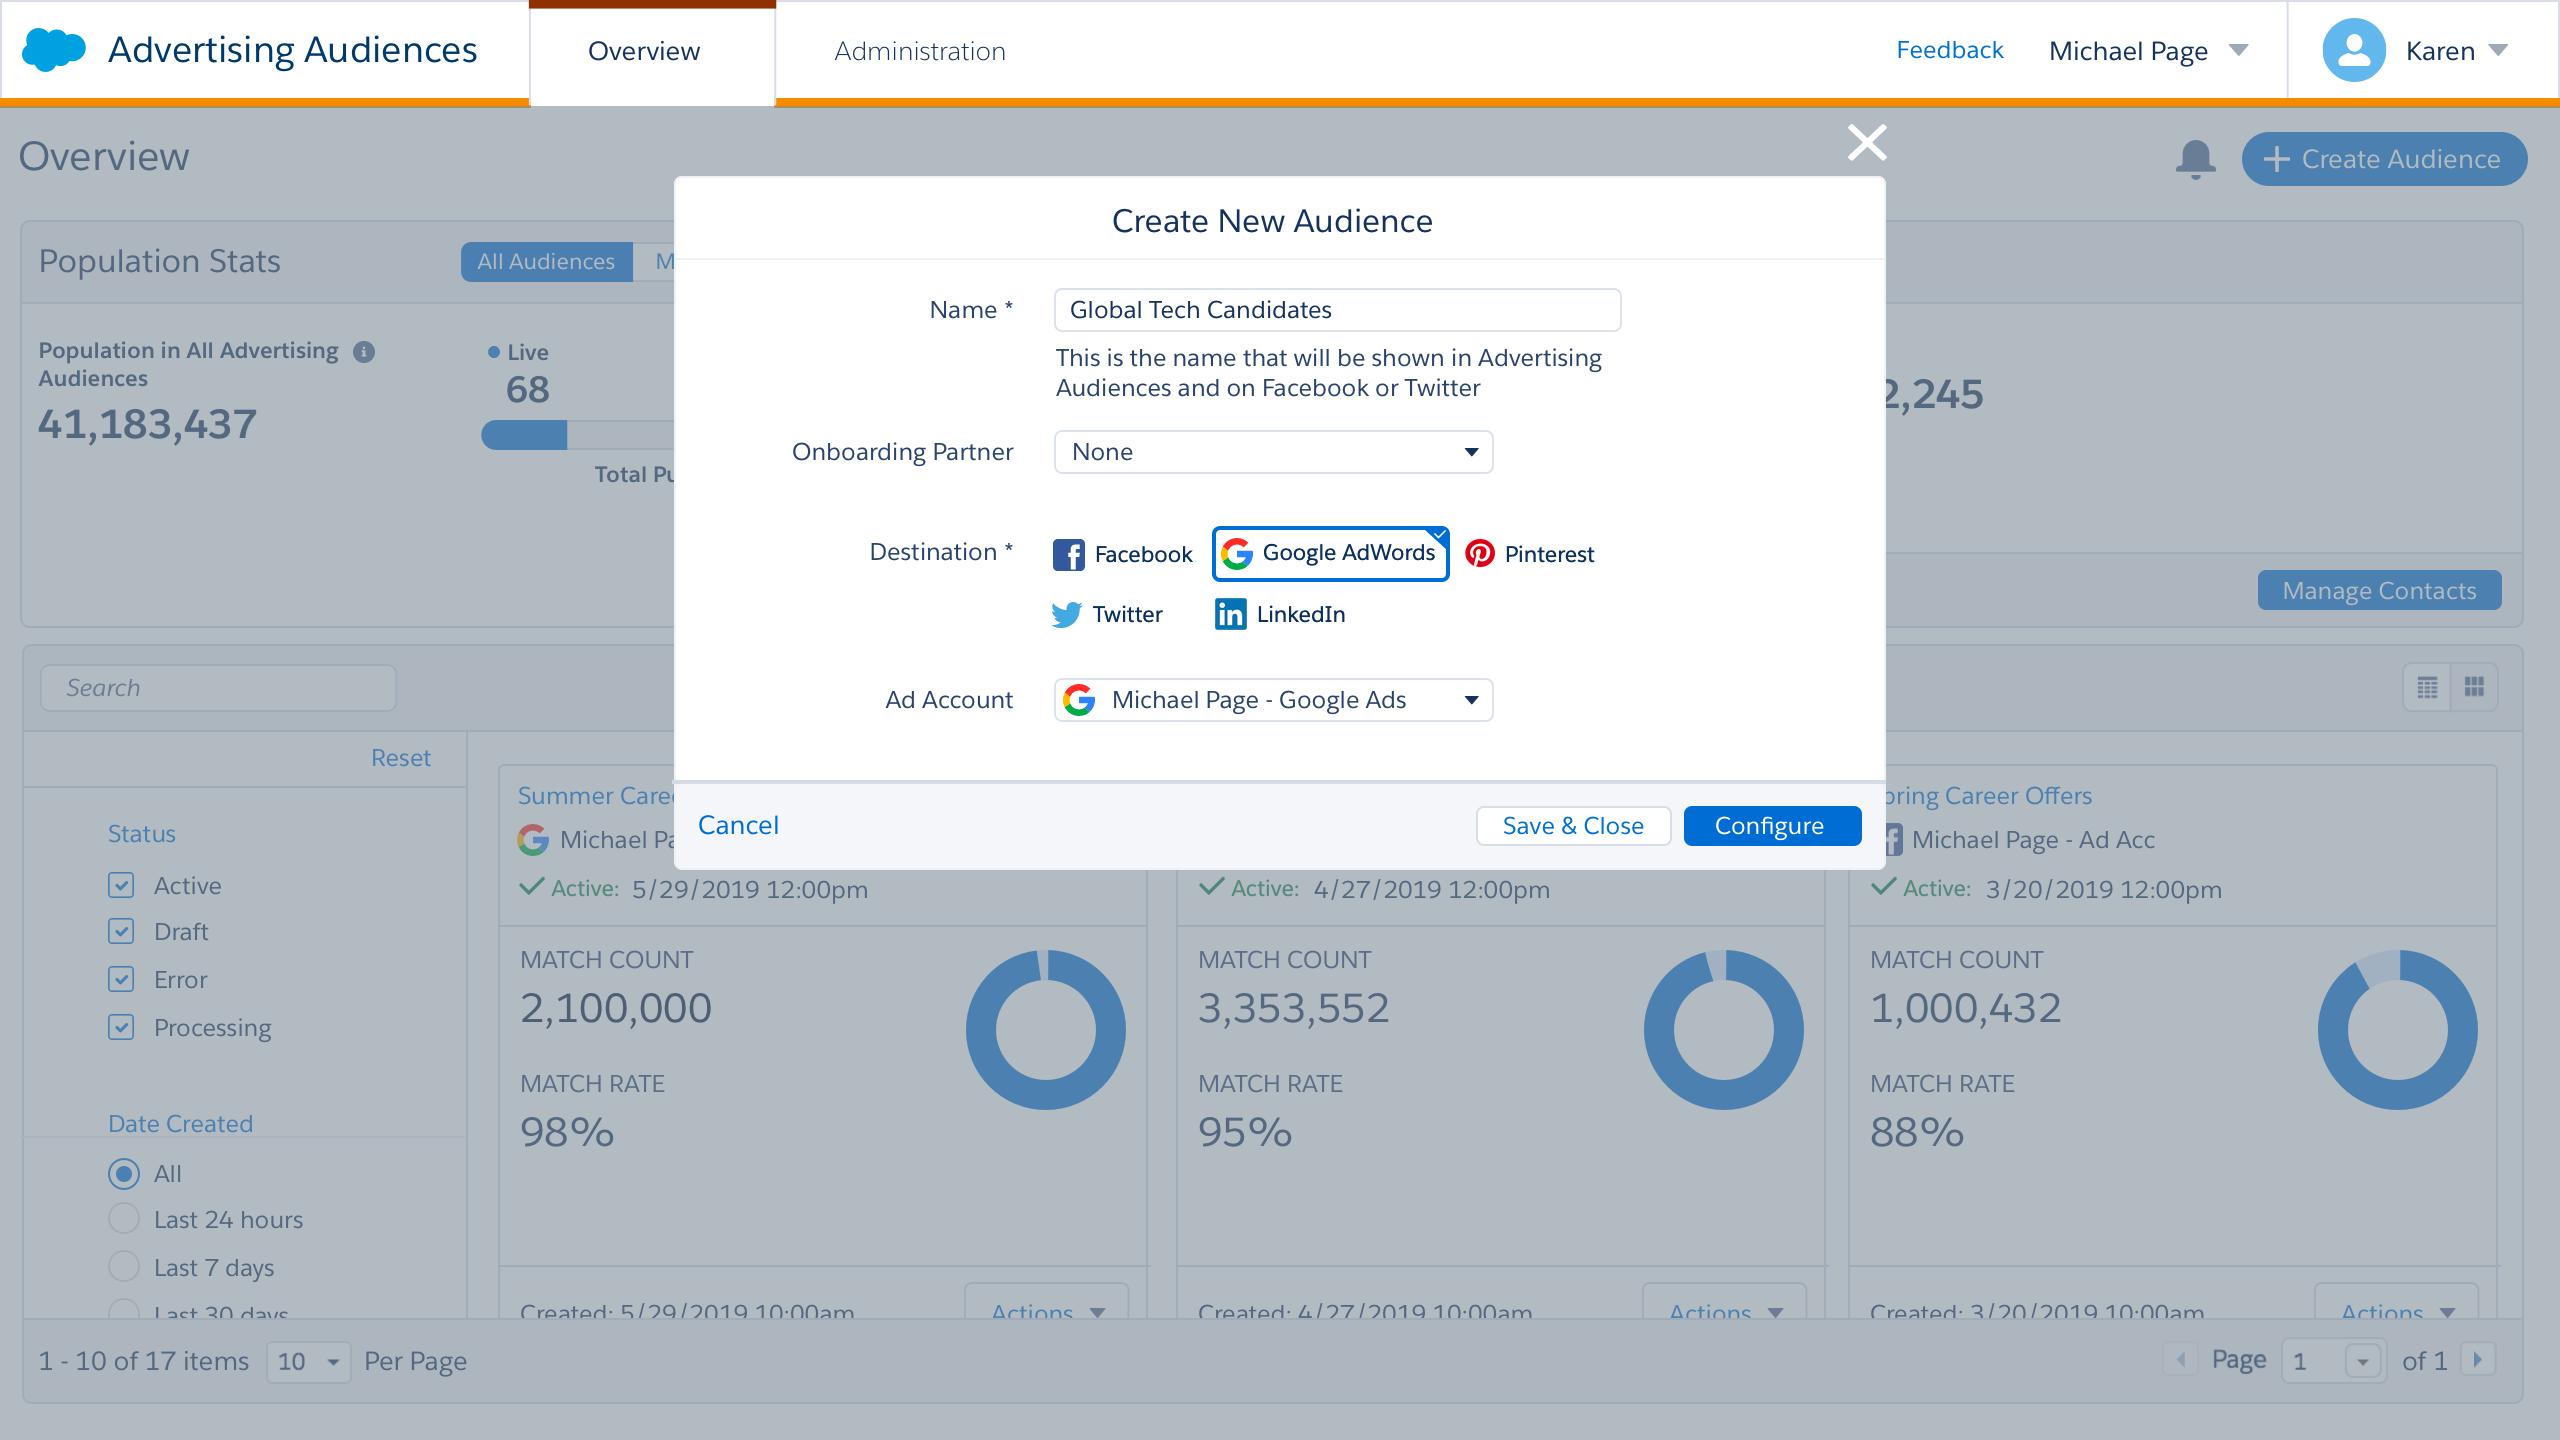 Advertising Audiences
Overview
Administration
Feedback
Michael Page
Karen
Overview
Create Audience
Create New Audience
Population Stats
All Audiences
M
Name *
Global Tech Candidates
This is the name that will be shown in Advertising
Audiences and on Facebook or Twitter
Population in All Advertising
Audiences
41,183,437
Live
68
Total Pu
2,245
Onboarding Partner
None
Destination *
Facebook
Google AdWords
Pinterest
Twitter
LinkedIn
Manage Contacts
Ad Account
Michael Page - Google Ads
Search
Reset
Cancel
Save & Close
Configure
Status
Active
Draft
Error
Processing
Date Created
All
Last 24 hours
Last 7 days
Last 30 days
Summer Caree
Michael Pa
Active: 5/29/2019 12:00pm
MATCH COUNT
2,100,000
MATCH RATE
98%
Created: 5/29/2019 10:00am
Actions
Active: 4/27/2019 12:00pm
MATCH COUNT
3,353,552
MATCH RATE
95%
Created: 4/27/2019 10:00am
Actions
pring Career Offers
Michael Page - Ad Acc
Active: 3/20/2019 12:00pm
MATCH COUNT
1,000,432
MATCH RATE
88%
Created: 3/20/2019 10:00am
Actions
1 - 10 of 17 items
10
Per Page
Page
1
of 1